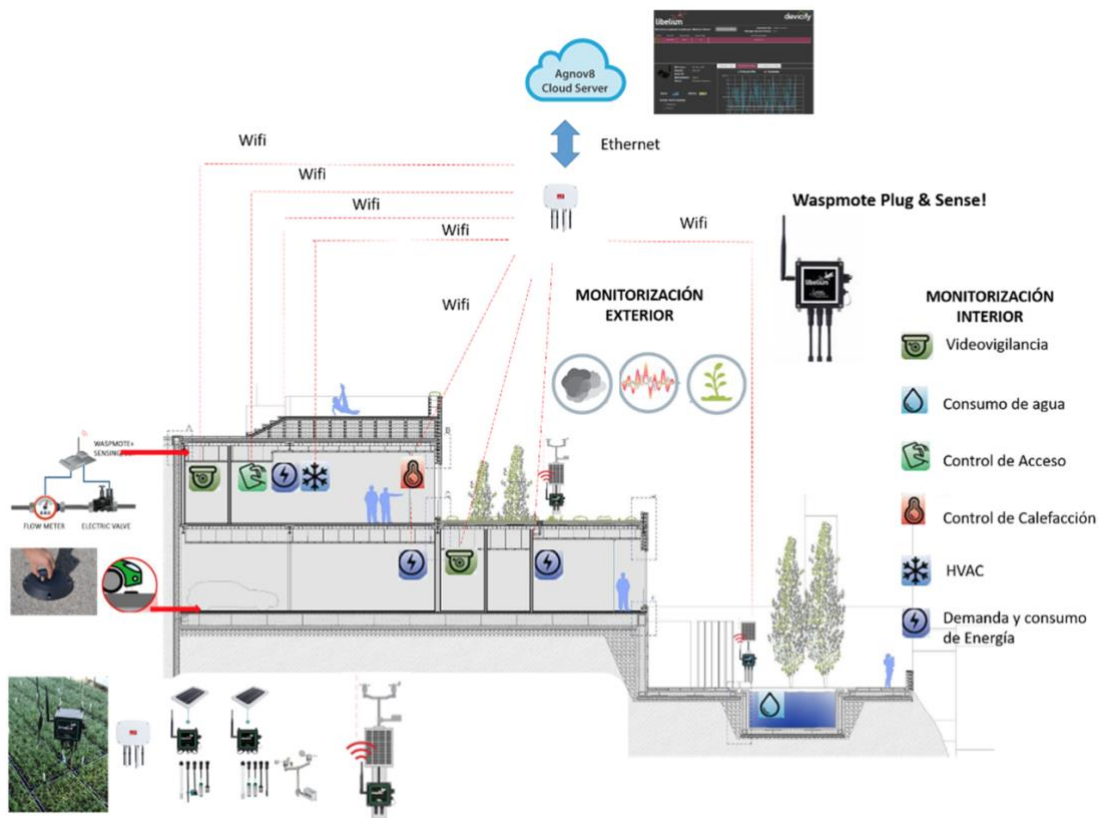 libelium
devicify
Agnov8
Cloud Server
Ethernet
Wifi
Wifi
Wifi
Wifi
Wifi
Wifi
Waspmote Plug & Sense!
libelium
MONITORIZACIÓN
EXTERIOR
MONITORIZACIÓN
INTERIOR
Videovigilancia
Consumo de agua
Control de Acceso
Control de Calefacción
HVAC
Demanda y consumo
de Energía
WASPMOTE+
FLOW METER
ELECTRIC VALVE